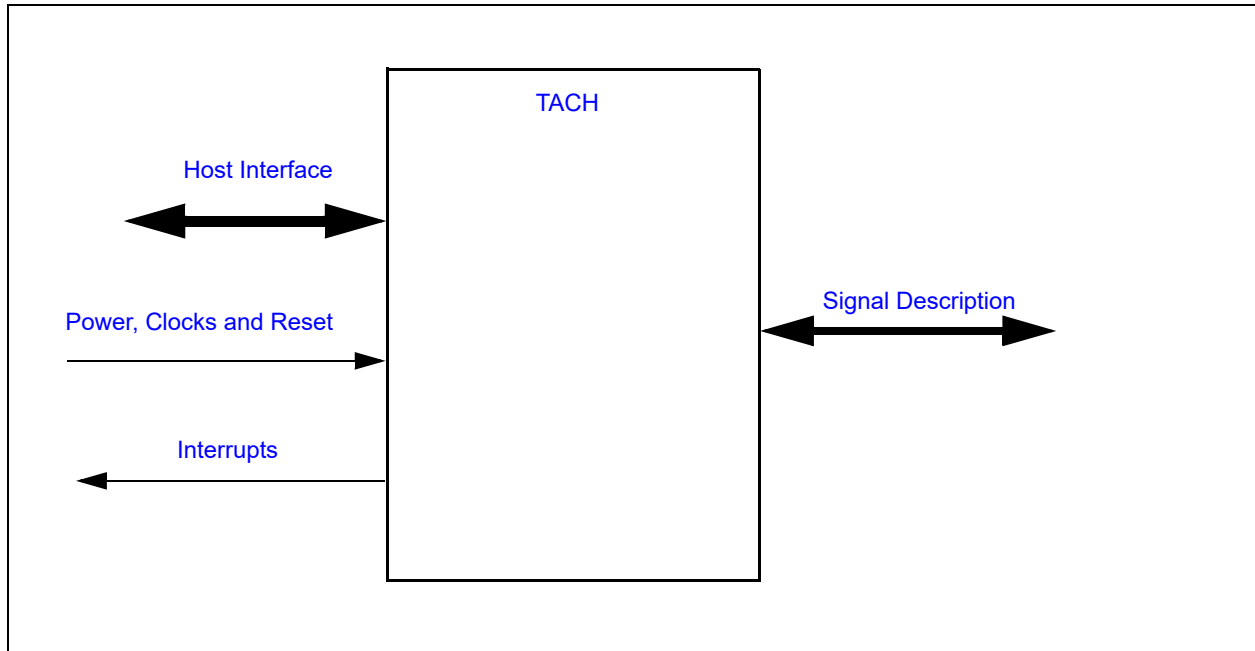 TACH
Host Interface
Signal Description
Power, Clocks and Reset
Interrupts